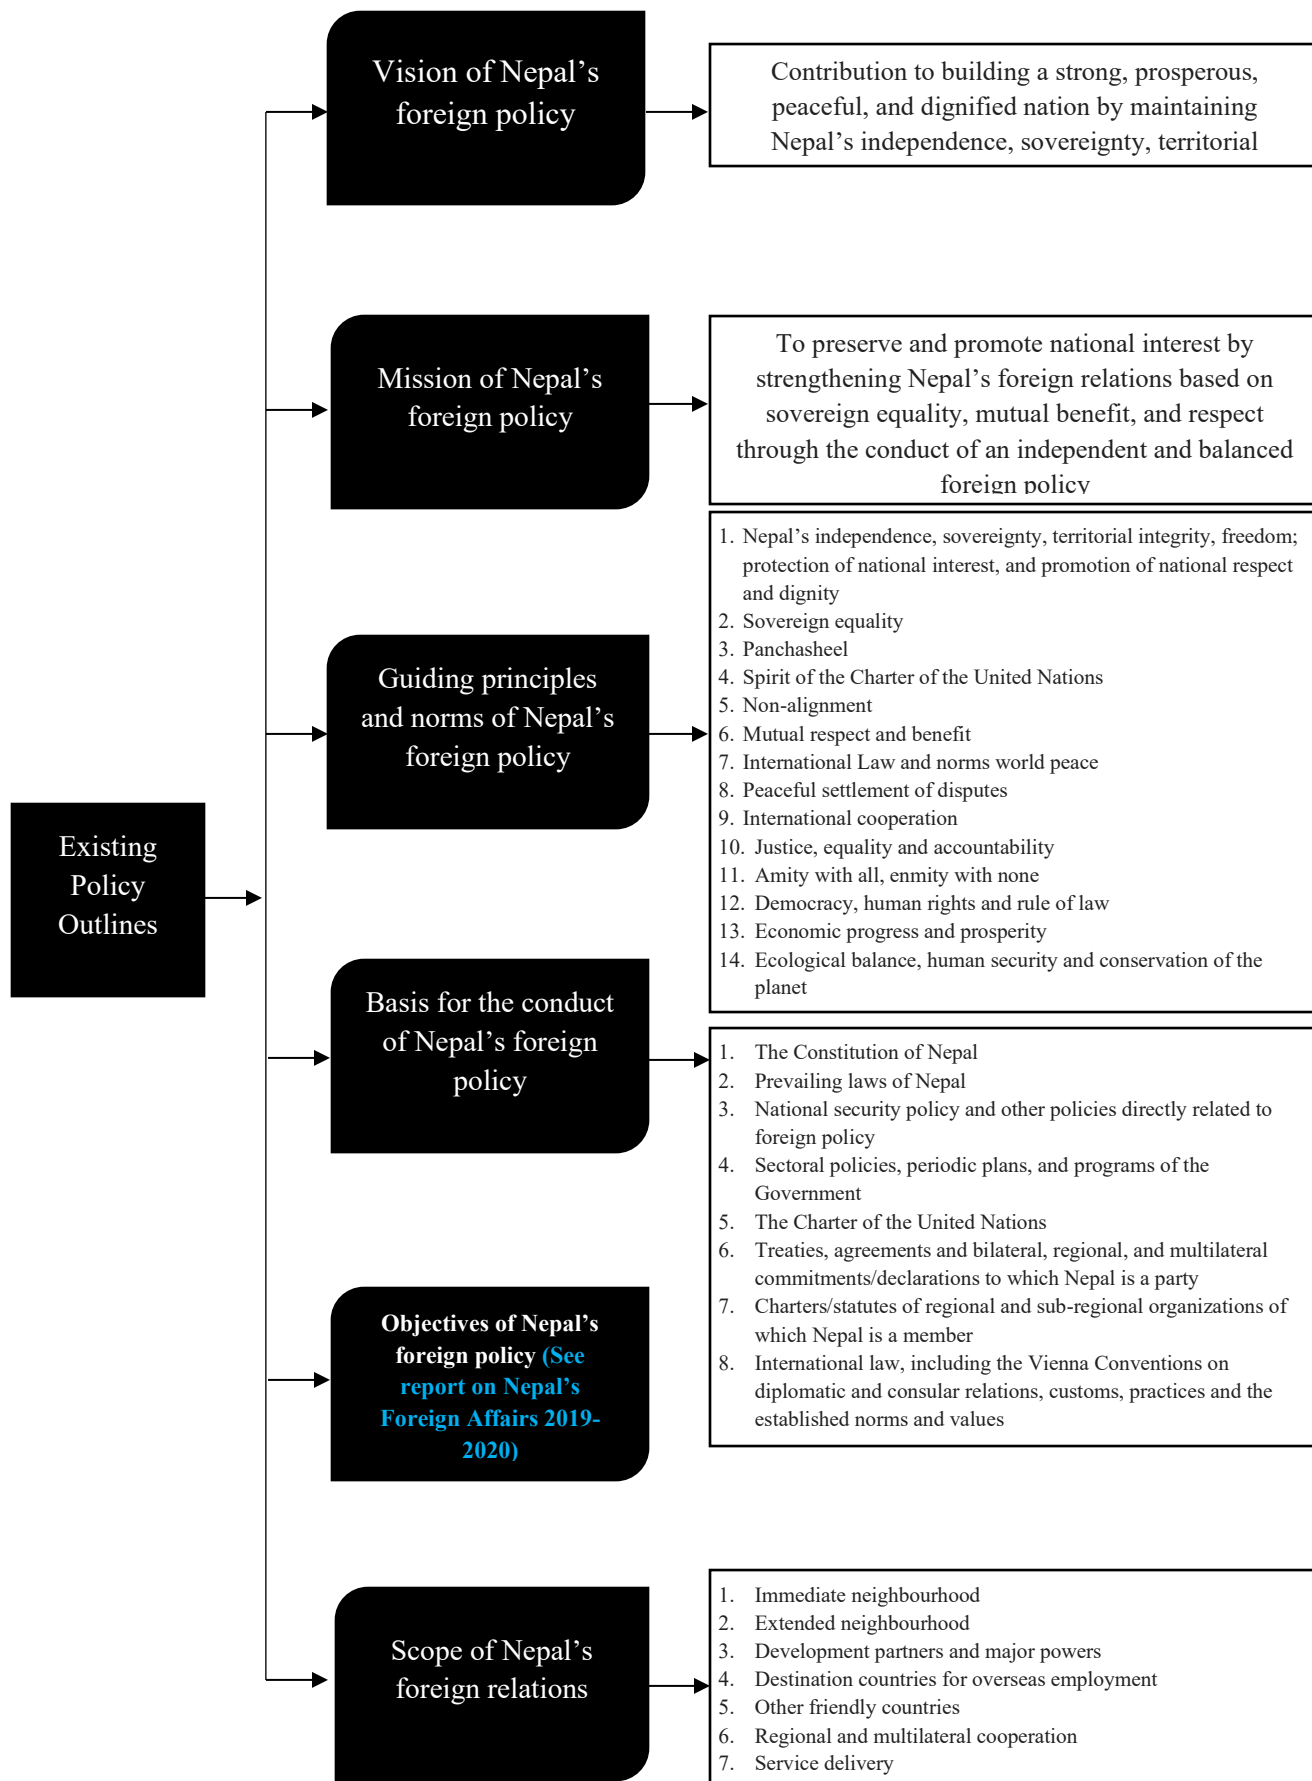 Existing
Policy
Outlines
Vision of Nepal’s
foreign policy
Contribution to building a strong, prosperous,
peaceful, and dignified nation by maintaining
Nepal’s independence, sovereignty, territorial
Mission of Nepal’s
foreign policy
To preserve and promote national interest by
strengthening Nepal’s foreign relations based on
sovereign equality, mutual benefit, and respect
through the conduct of an independent and balanced
foreign policy
Guiding principles
and norms of Nepal’s
foreign policy
1. Nepal’s independence, sovereignty, territorial integrity, freedom;
protection of national interest, and promotion of national respect
and dignity
2. Sovereign equality
3. Panchasheel
4. Spirit of the Charter of the United Nations
5. Non-alignment
6. Mutual respect and benefit
7. International Law and norms world peace
8. Peaceful settlement of disputes
9. International cooperation
10. Justice, equality and accountability
11. Amity with all, enmity with none
12. Democracy, human rights and rule of law
13. Economic progress and prosperity
14. Ecological balance, human security and conservation of the
planet
Basis for the conduct
of Nepal’s foreign
policy
1. The Constitution of Nepal
2. Prevailing laws of Nepal
3. National security policy and other policies directly related to
foreign policy
4. Sectoral policies, periodic plans, and programs of the
Government
5. The Charter of the United Nations
6. Treaties, agreements and bilateral, regional, and multilateral
commitments/declarations to which Nepal is a party
7. Charters/statutes of regional and sub-regional organizations of
which Nepal is a member
8. International law, including the Vienna Conventions on
diplomatic and consular relations, customs, practices and the
established norms and values
Objectives of Nepal’s
foreign policy (See
report on Nepal’s
Foreign Affairs 2019-
2020)
Scope of Nepal’s
foreign relations
1. Immediate neighbourhood
2. Extended neighbourhood
3. Development partners and major powers
4. Destination countries for overseas employment
5. Other friendly countries
6. Regional and multilateral cooperation
7. Service delivery